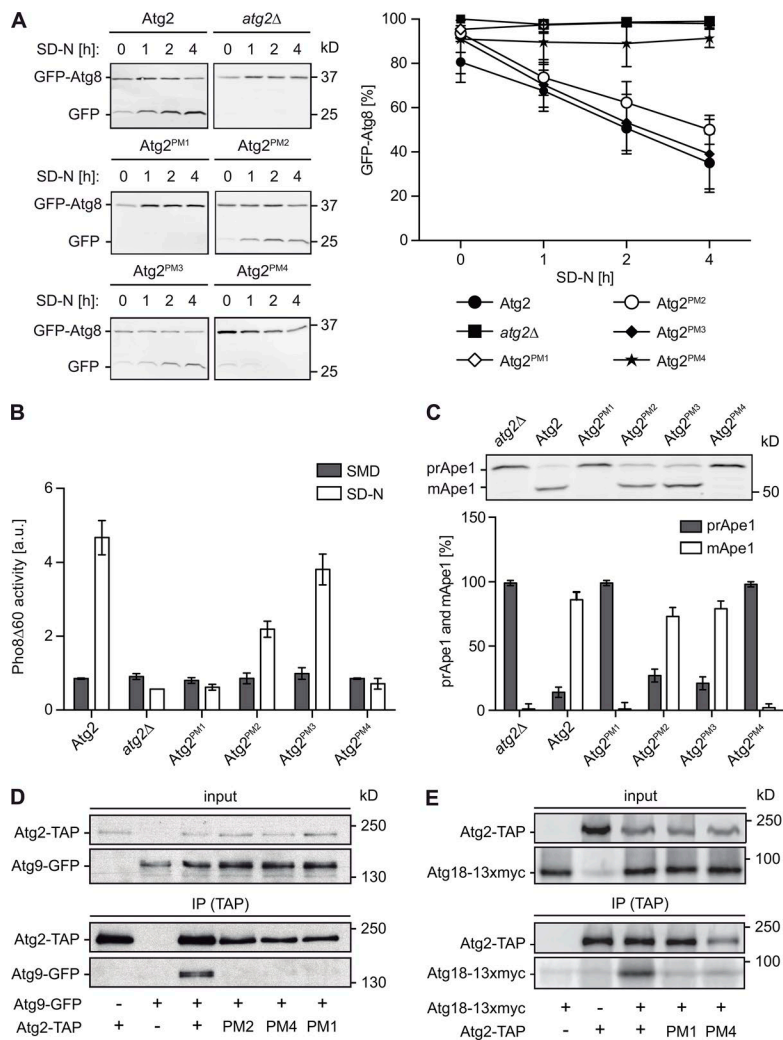 A
Atg2 atg2Δ
SD-N [h]: 0 1 2 4 0 1 2 4 kD
GFP-Atg8 37
GFP 25
Atg2PM1 Atg2PM2
SD-N [h]: 0 1 2 4 0 1 2 4
GFP-Atg8 37
GFP 25
Atg2PM3 Atg2PM4
SD-N [h]: 0 1 2 4 0 1 2 4
GFP-Atg8 37
GFP 25
GFP-Atg8 [%]
100
80
60
40
20
0
0 1 2 4
SD-N [h]
Atg2 Atg2PM2
atg2Δ Atg2PM3
Atg2PM1 Atg2PM4
B
SMD
SD-N
Pho8Δ60 activity [a.u.]
6
4
2
0
Atg2 atg2Δ Atg2PM1 Atg2PM2 Atg2PM3 Atg2PM4
C
atg2Δ Atg2 Atg2PM1 Atg2PM2 Atg2PM3 Atg2PM4 kD
prApe1
mApe1 50
prApe1
mApe1
prApe1 and mApe1 [%]
150
100
50
0
atg2Δ Atg2 Atg2PM1 Atg2PM2 Atg2PM3 Atg2PM4
D
input kD
Atg2-TAP 250
Atg9-GFP 130
IP (TAP)
Atg2-TAP 250
Atg9-GFP 130
Atg9-GFP - + + + + +
Atg2-TAP + - + PM2 PM4 PM1
E
input kD
Atg2-TAP 250
150
Atg18-13xmyc 100
IP (TAP)
Atg2-TAP 250
150
Atg18-13xmyc 100
Atg18-13xmyc + - + + +
Atg2-TAP - + + PM1 PM4